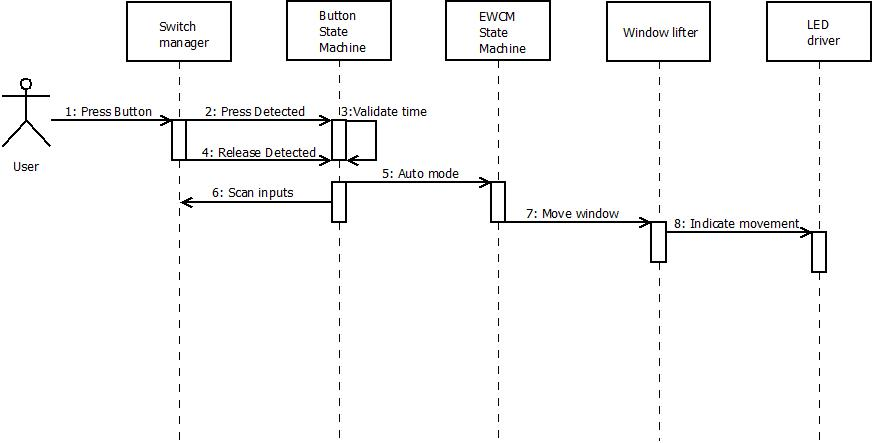 Switch
manager
Button
State
Machine
EWCM
State
Machine
Window lifter
LED
driver
1: Press Button
2: Press Detected
3:Validate time
4: Release Detected
User
5: Auto mode
6: Scan inputs
7: Move window
8: Indicate movement